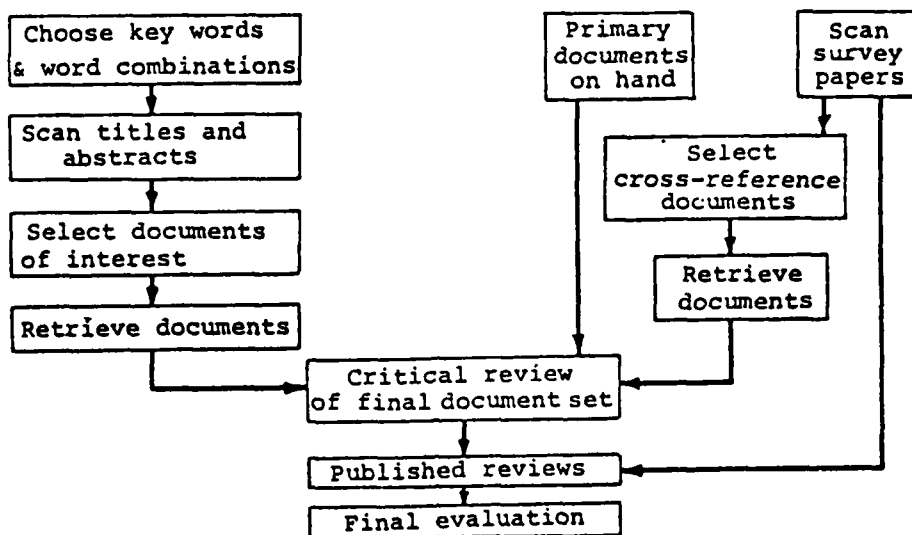 Choose key words
& word combinations
Scan titles and
abstracts
Select documents
of interest
Retrieve documents
Primary
documents
on hand
Scan
survey
papers
Select
cross-reference
documents
Retrieve
documents
Critical review
of final document set
Published reviews
Final evaluation